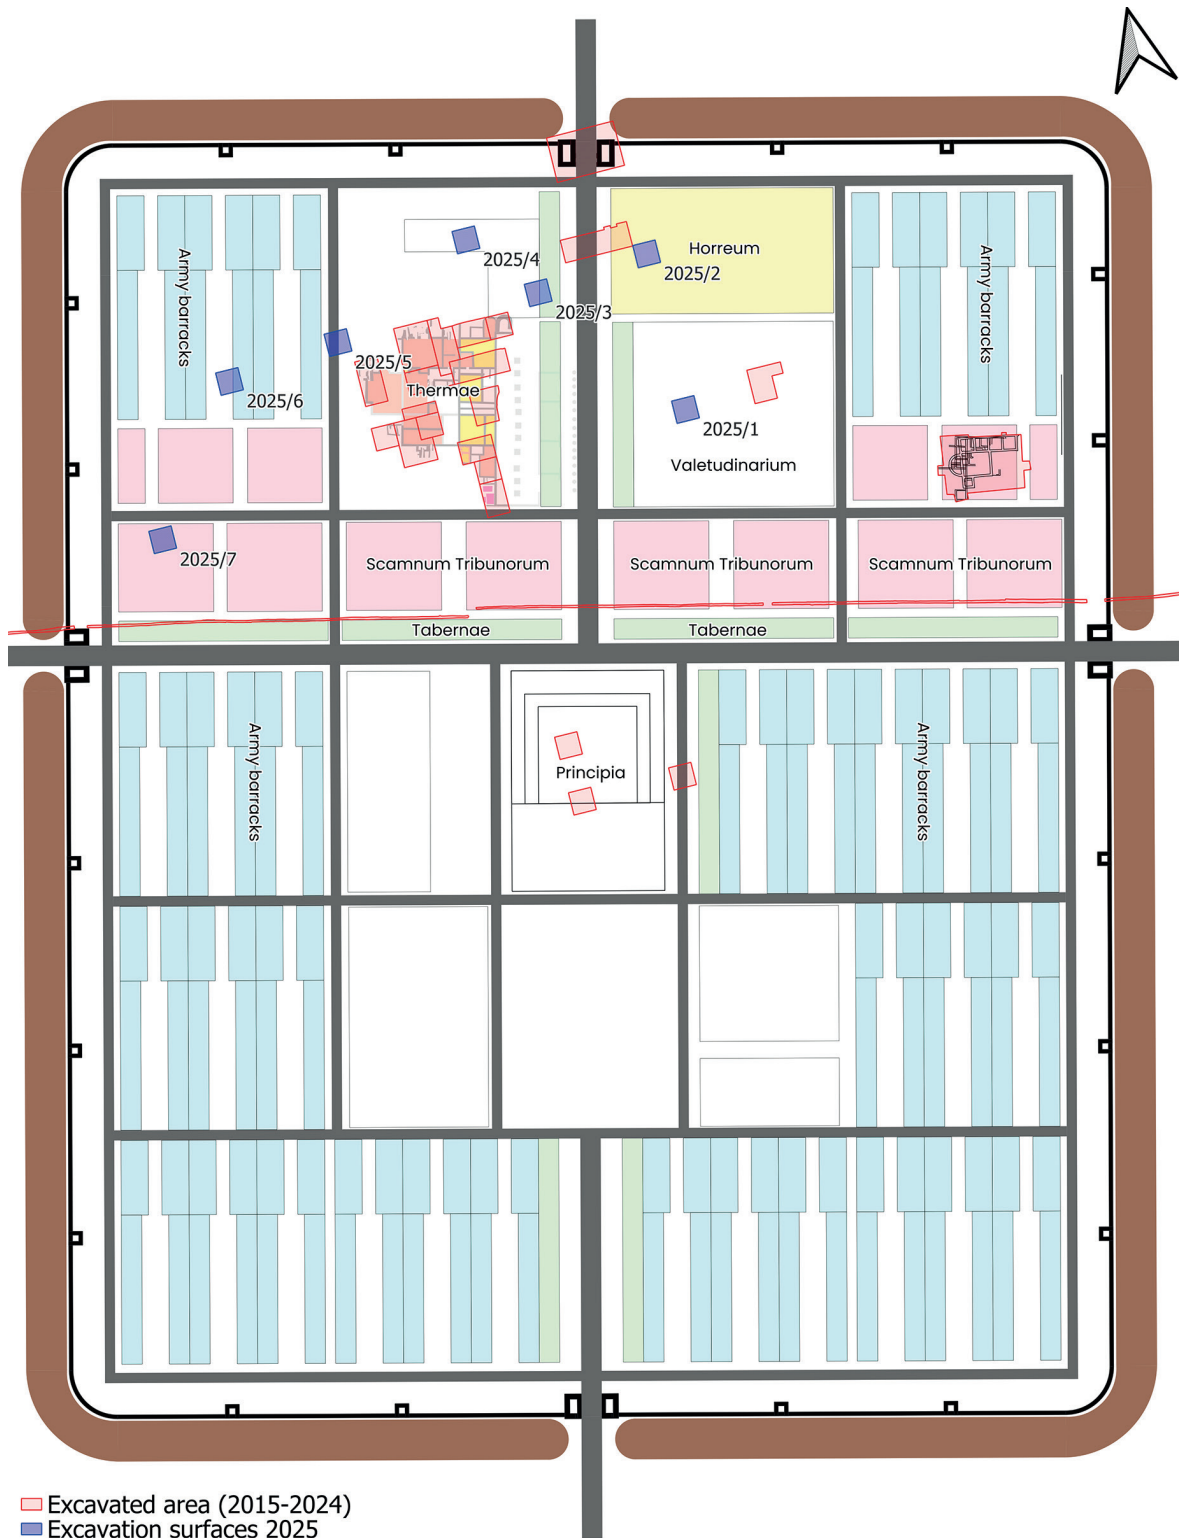 Horreum
2025/4
2025/2
Army barracks
Army barracks
2025/3
2025/5
Thermae
2025/6
2025/1
Valetudinarium
2025/7
Scamnum Tribunorum
Scamnum Tribunorum
Scamnum Tribunorum
Tabernae
Tabernae
Principia
Army barracks
Army barracks
Excavated area (2015-2024)
Excavation surfaces 2025